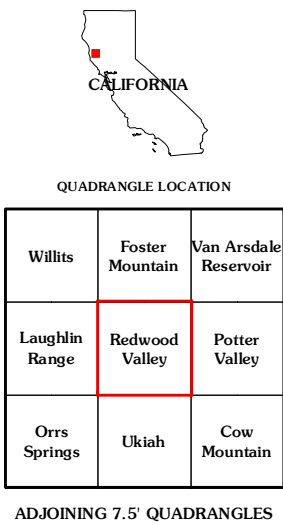 CALIFORNIA
QUADRANGLE LOCATION
Willits
Foster
Mountain
Van Arsdale
Reservoir
Laughlin
Range
Redwood
Valley
Potter
Valley
Orrs
Springs
Ukiah
Cow
Mountain
ADJOINING 7.5' QUADRANGLES